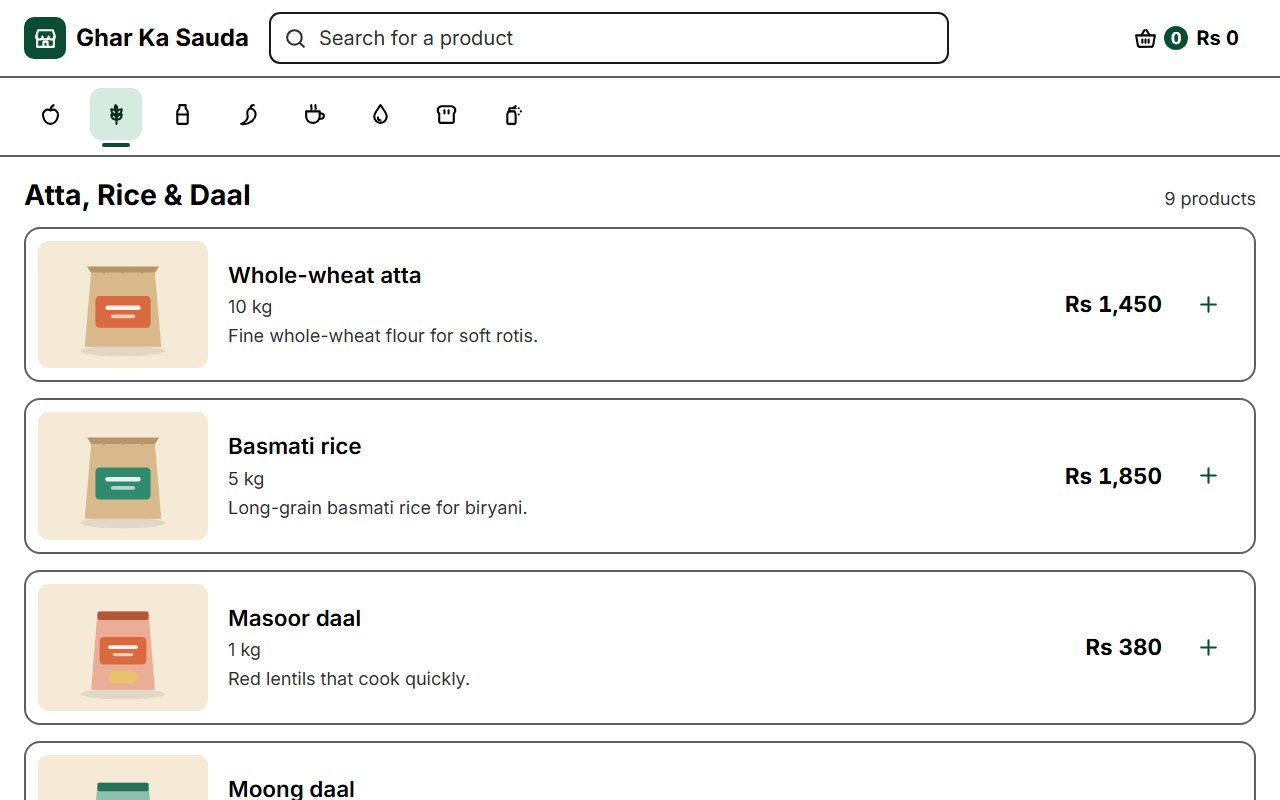 Ghar Ka Sauda
Search for a product
0 Rs 0
Atta, Rice & Daal
9 products
Whole-wheat atta
10 kg
Fine whole-wheat flour for soft rotis.
Rs 1,450
Basmati rice
5 kg
Long-grain basmati rice for biryani.
Rs 1,850
Masoor daal
1 kg
Red lentils that cook quickly.
Rs 380
Moong daal